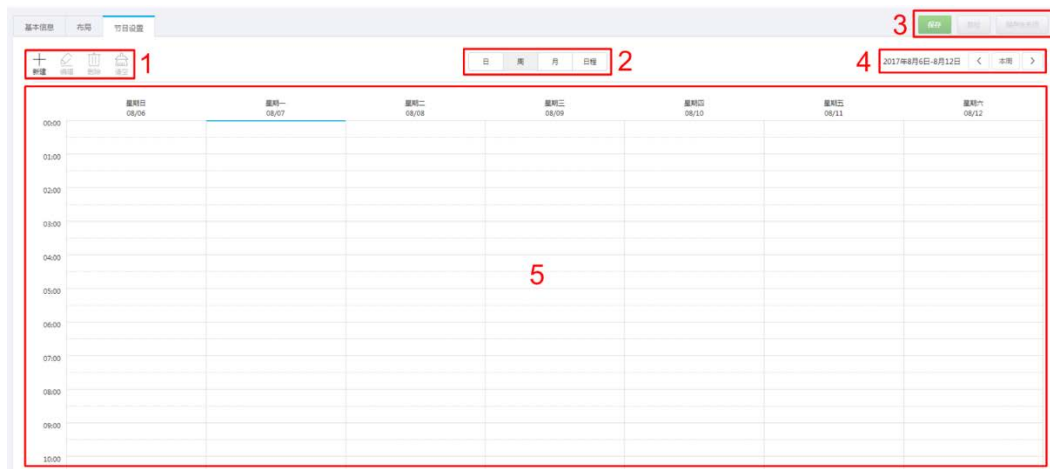 基本信息 布局 节目设置
3 保存
新建 编辑 删除 清空 1
日 周 月 日程 2
4 2017年8月6日-8月12日 < 本周 >
星期日 星期一 星期二 星期三 星期四 星期五 星期六
08/06 08/07 08/08 08/09 08/10 08/11 08/12
00:00
01:00
02:00
03:00
04:00
5
05:00
06:00
07:00
08:00
09:00
10:00